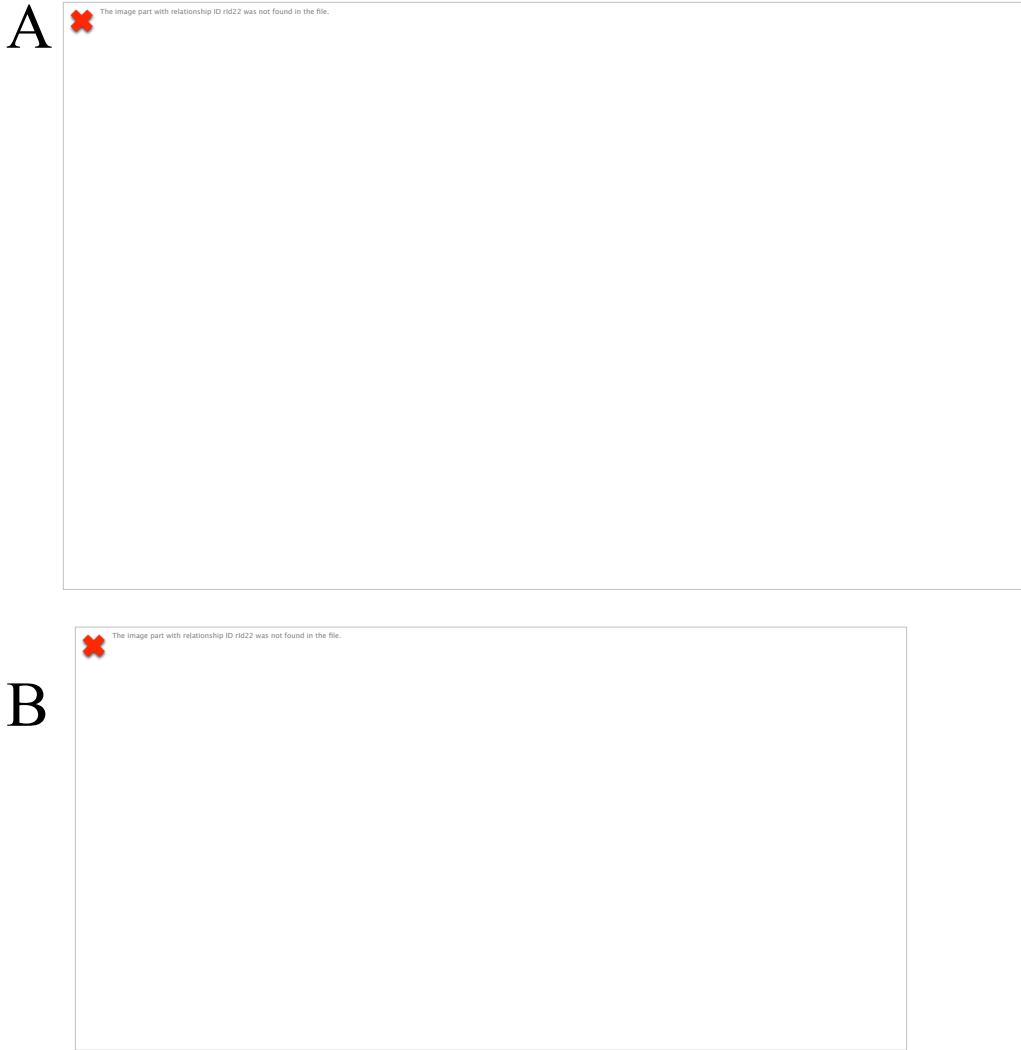 A
The image part with relationship ID rId22 was not found in the file.
The image part with relationship ID rId22 was not found in the file.
B